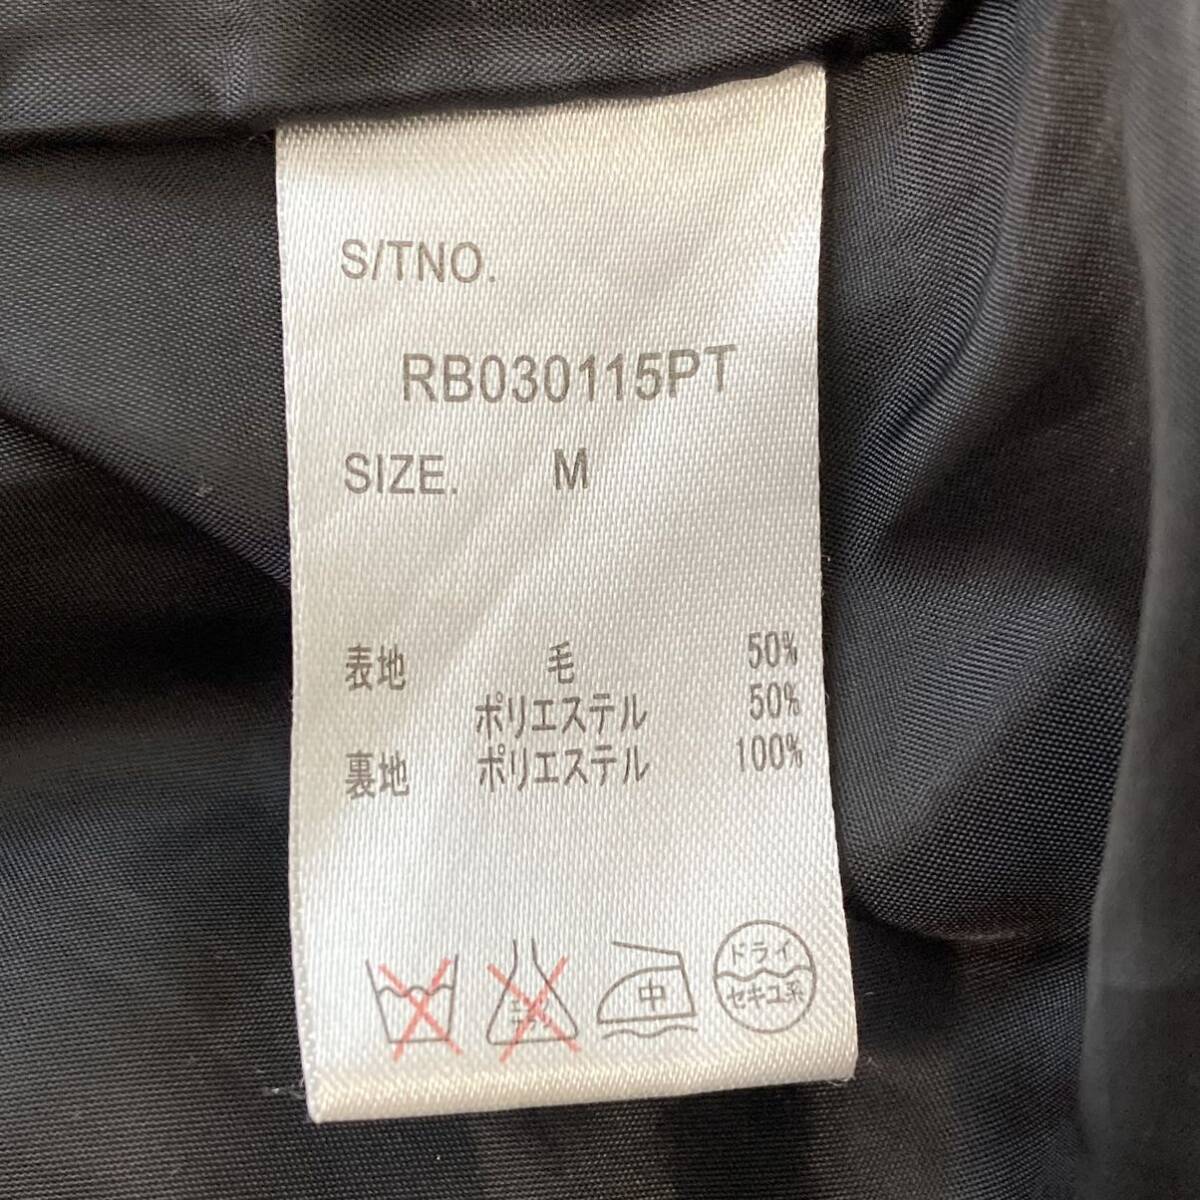 S/TNO.
RB030115PT
SIZE. M
表地 毛 50%
ポリエステル 50%
裏地 ポリエステル 100%
中
ドライ
セキユ系